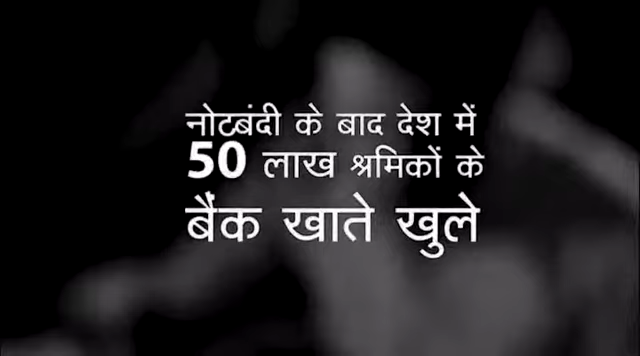 नोटबंदी के बाद देश में
50 लाख श्रमिकों के
बैंक खाते खुले